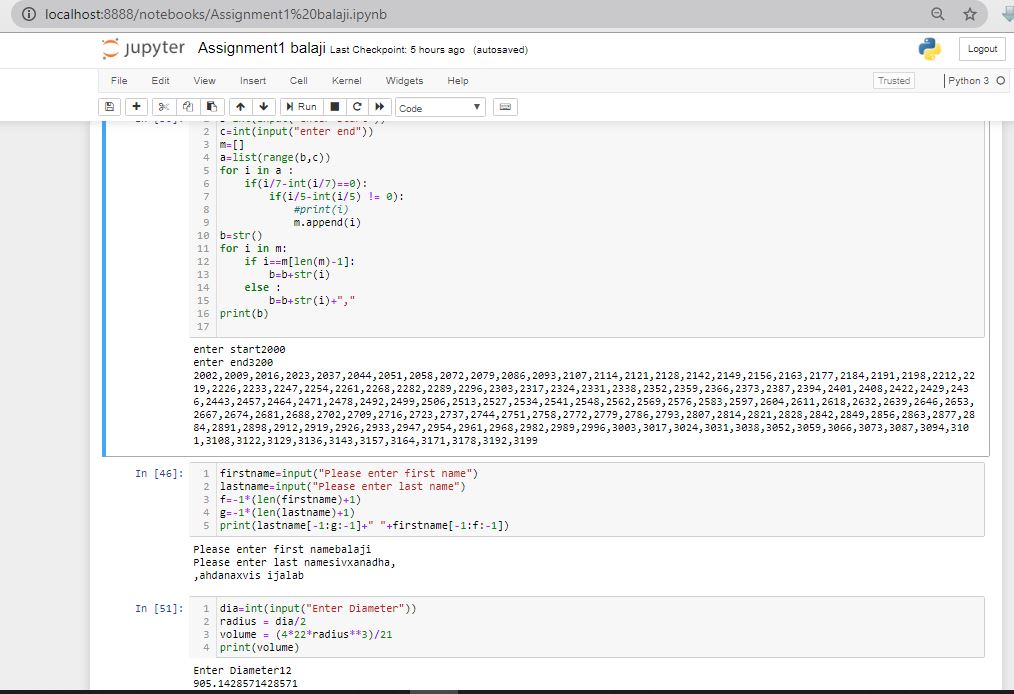 localhost:8888/notebooks/Assignment1%20balaji.ipynb
jupyter Assignment1 balaji Last Checkpoint: 5 hours ago (autosaved)
Logout
File Edit View Insert Cell Kernel Widgets Help
Trusted
Python 3
Run
Code
2 c=int(input("enter end"))
3 m=[]
4 a=list(range(b,c))
5 for i in a :
6 if(i/7-int(i/7)==0):
7 if(i/5-int(i/5) != 0):
8 #print(i)
9 m.append(i)
10 b=str()
11 for i in m:
12 if i==m[len(m)-1]:
13 b=b+str(i)
14 else :
15 b=b+str(i)+","
16 print(b)
17
enter start2000
enter end3200
2002,2009,2016,2023,2037,2044,2051,2058,2072,2079,2086,2093,2107,2114,2121,2128,2142,2149,2156,2163,2177,2184,2191,2198,2212,22
19,2226,2233,2247,2254,2261,2268,2282,2289,2296,2303,2317,2324,2331,2338,2352,2359,2366,2373,2387,2394,2401,2408,2422,2429,243
6,2443,2457,2464,2471,2478,2492,2499,2506,2513,2527,2534,2541,2548,2562,2569,2576,2583,2597,2604,2611,2618,2632,2639,2646,2653,
2667,2674,2681,2688,2702,2709,2716,2723,2737,2744,2751,2758,2772,2779,2786,2793,2807,2814,2821,2828,2842,2849,2856,2863,2877,28
84,2891,2898,2912,2919,2926,2933,2947,2954,2961,2968,2982,2989,2996,3003,3017,3024,3031,3038,3052,3059,3066,3073,3087,3094,310
1,3108,3122,3129,3136,3143,3157,3164,3171,3178,3192,3199
In [46]: 1 firstname=input("Please enter first name")
2 lastname=input("Please enter last name")
3 f=-1*(len(firstname)+1)
4 g=-1*(len(lastname)+1)
5 print(lastname[-1:g:-1]+" "+firstname[-1:f:-1])
Please enter first namebalaji
Please enter last namesivxanadha,
,ahdanaxvis ijalab
In [51]: 1 dia=int(input("Enter Diameter"))
2 radius = dia/2
3 volume = (4*22*radius**3)/21
4 print(volume)
Enter Diameter12
905.1428571428571